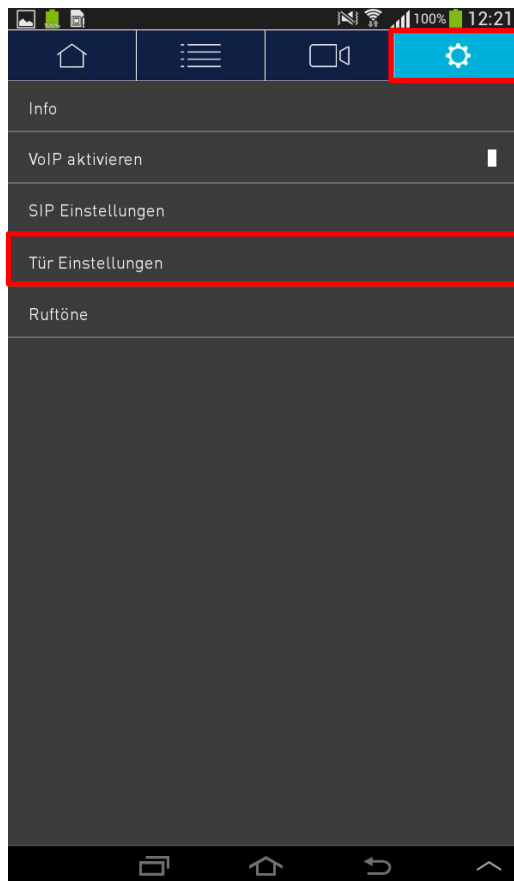 100% 12:21
Info
VoIP aktivieren
SIP Einstellungen
Tür Einstellungen
Ruftöne